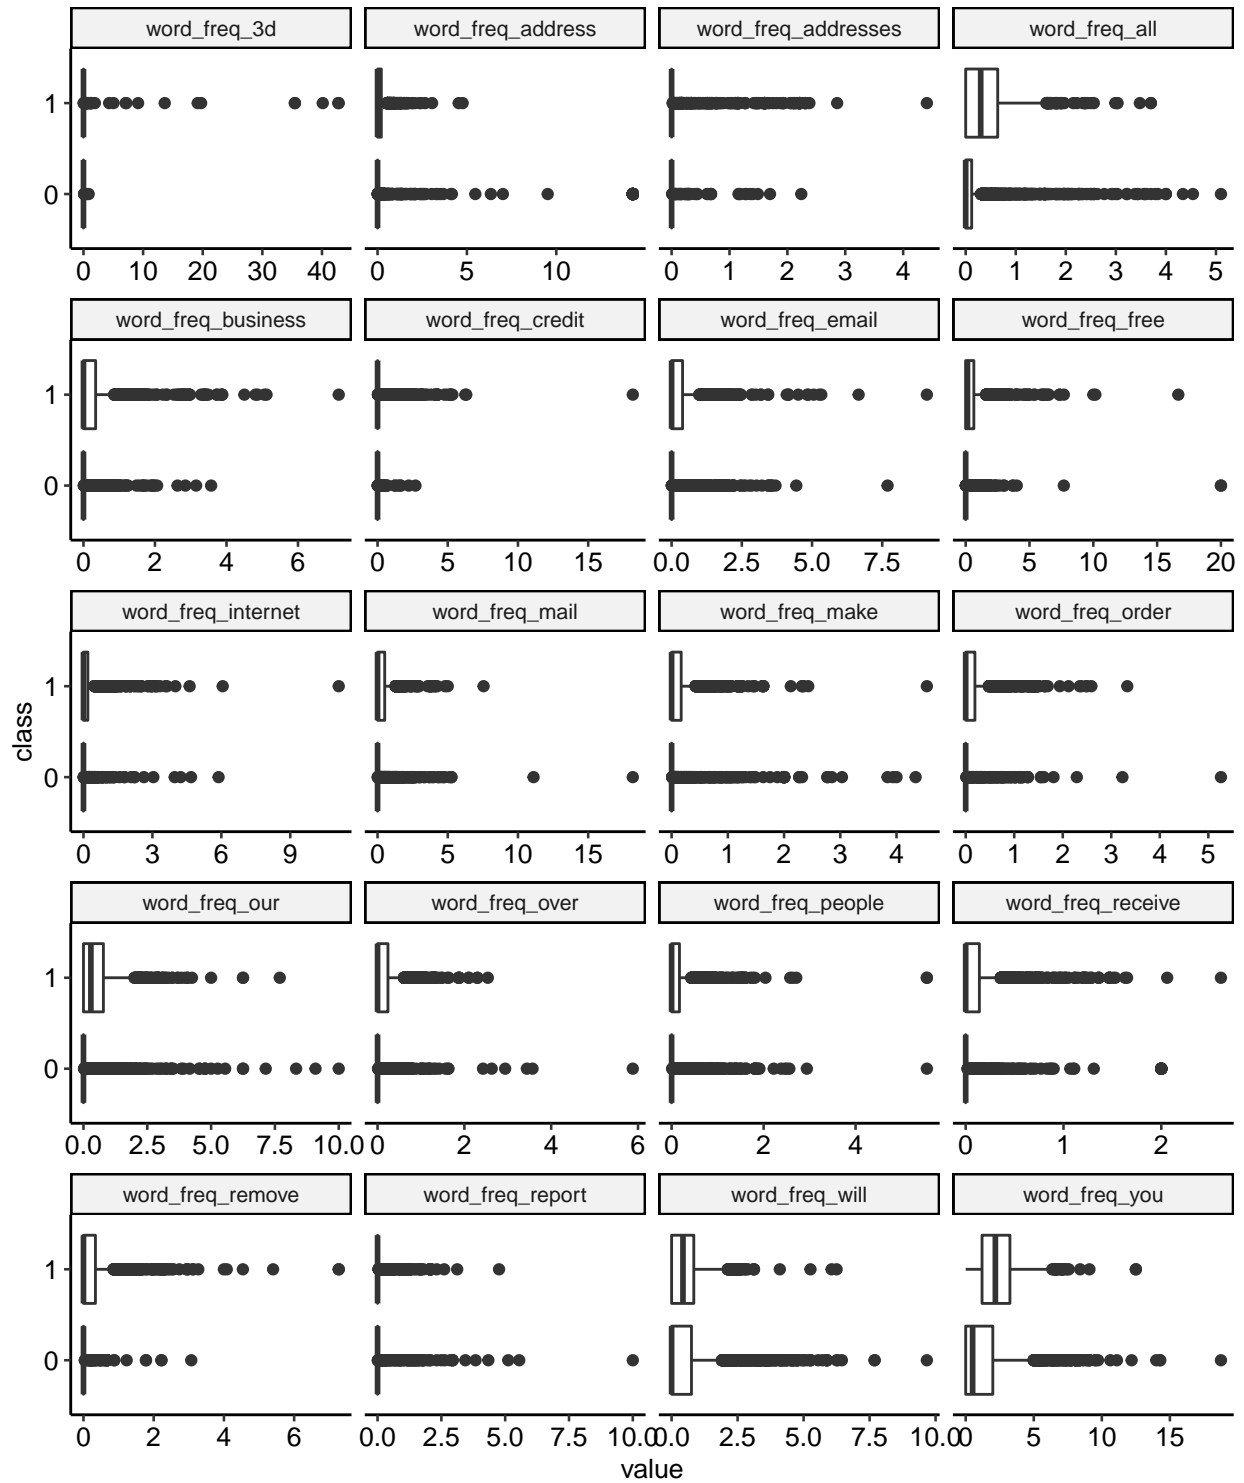 word_freq_3d word_freq_address word_freq_addresses word_freq_all
1
0
0 10 20 30 40 0 5 10 0 1 2 3 4 0 1 2 3 4 5
word_freq_business word_freq_credit word_freq_email word_freq_free
1
0
0 2 4 6 0 5 10 15 0.0 2.5 5.0 7.5 0 5 10 15 20
word_freq_internet word_freq_mail word_freq_make word_freq_order
1
class
0
0 3 6 9 0 5 10 15 0 1 2 3 4 0 1 2 3 4 5
word_freq_our word_freq_over word_freq_people word_freq_receive
1
0
0.0 2.5 5.0 7.5 10.0 0 2 4 6 0 2 4 0 1 2
word_freq_remove word_freq_report word_freq_will word_freq_you
1
0
0 2 4 6 0.0 2.5 5.0 7.5 10.0 0.0 2.5 5.0 7.5 10.0 0 5 10 15
value